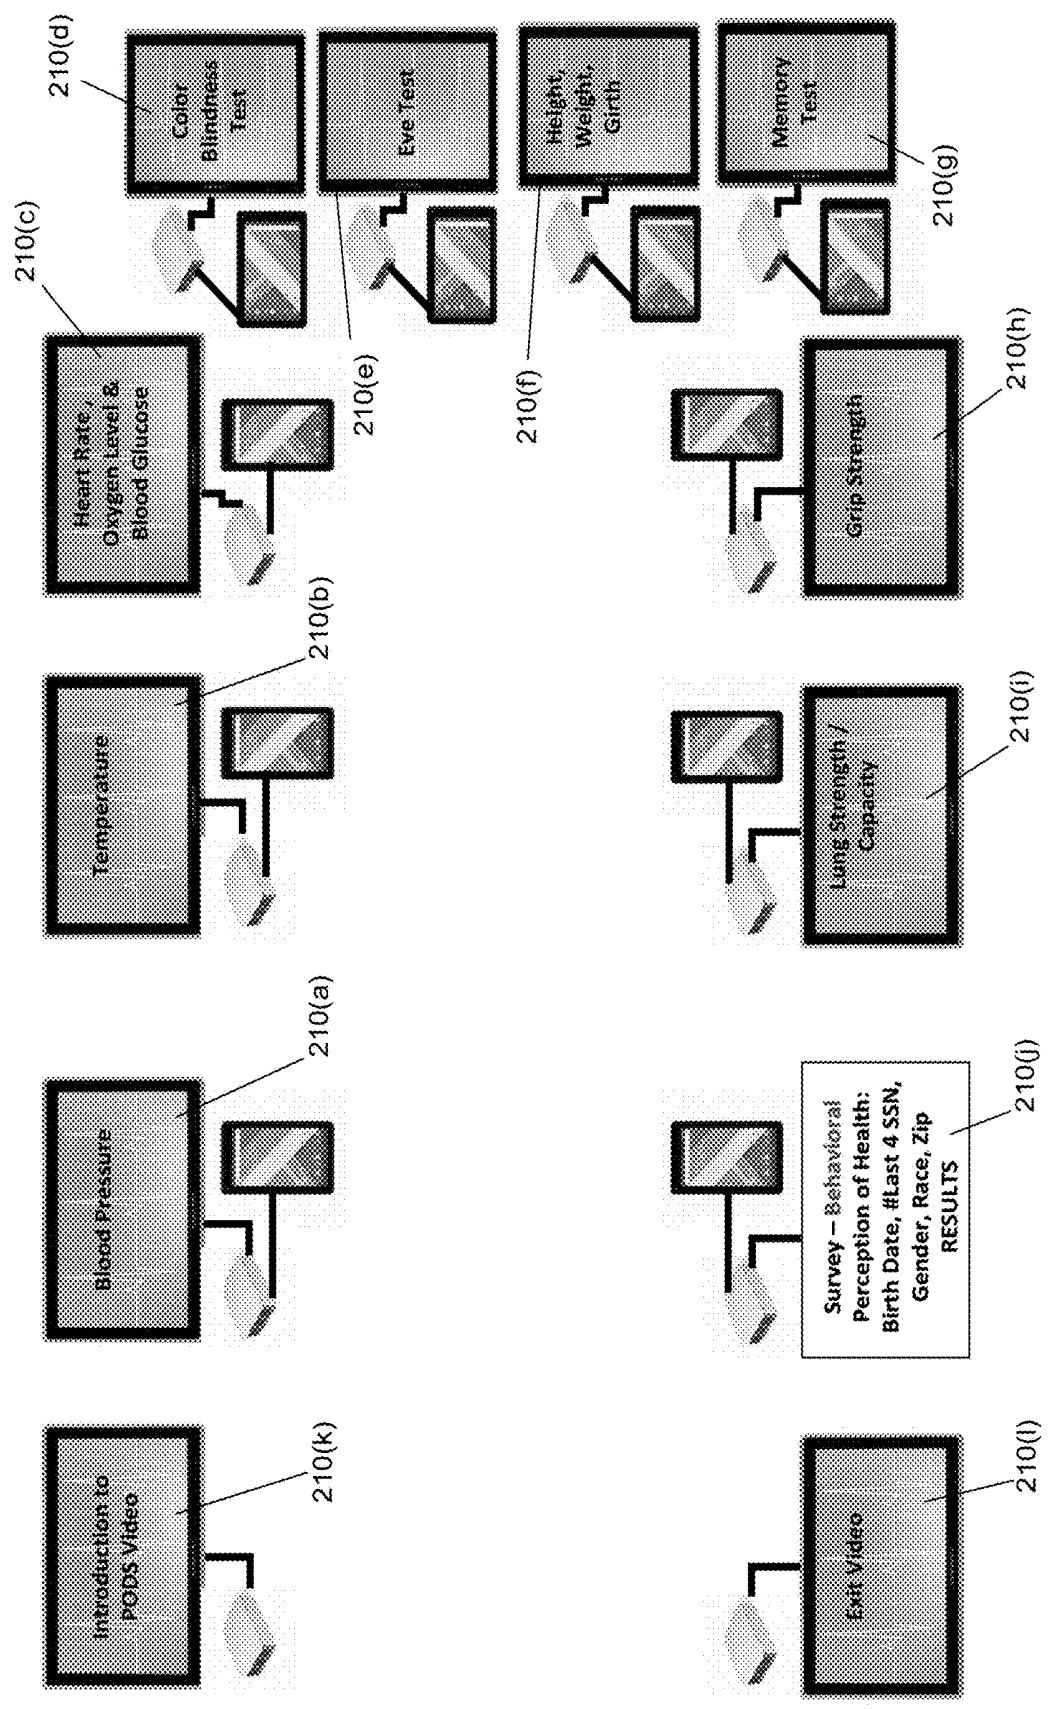 Introduction to
PODS Video
210(k)
Blood Pressure
210(a)
Temperature
210(b)
Heart Rate,
Oxygen Level &
Blood Glucose
210(c)
Color
Blindness
Test
210(d)
Eye Test
210(e)
Height,
Weight,
Girth
210(f)
Memory
Test
210(g)
Grip Strength
210(h)
Lung Strength /
Capacity
210(i)
Survey – Behavioral
Perception of Health:
Birth Date, #Last 4 SSN,
Gender, Race, Zip
RESULTS
210(j)
Exit Video
210(l)